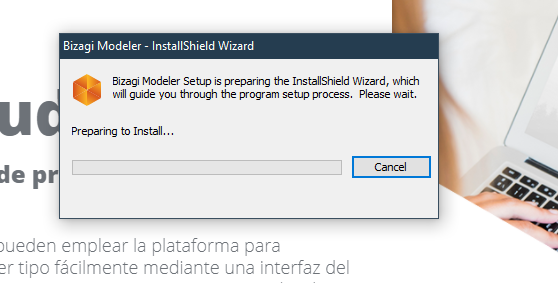 Bizagi Modeler - InstallShield Wizard
Bizagi Modeler Setup is preparing the InstallShield Wizard, which
will guide you through the program setup process. Please wait.
Preparing to Install...
Cancel
ud
de pr
pueden emplear la plataforma para
er tipo fácilmente mediante una interfaz del